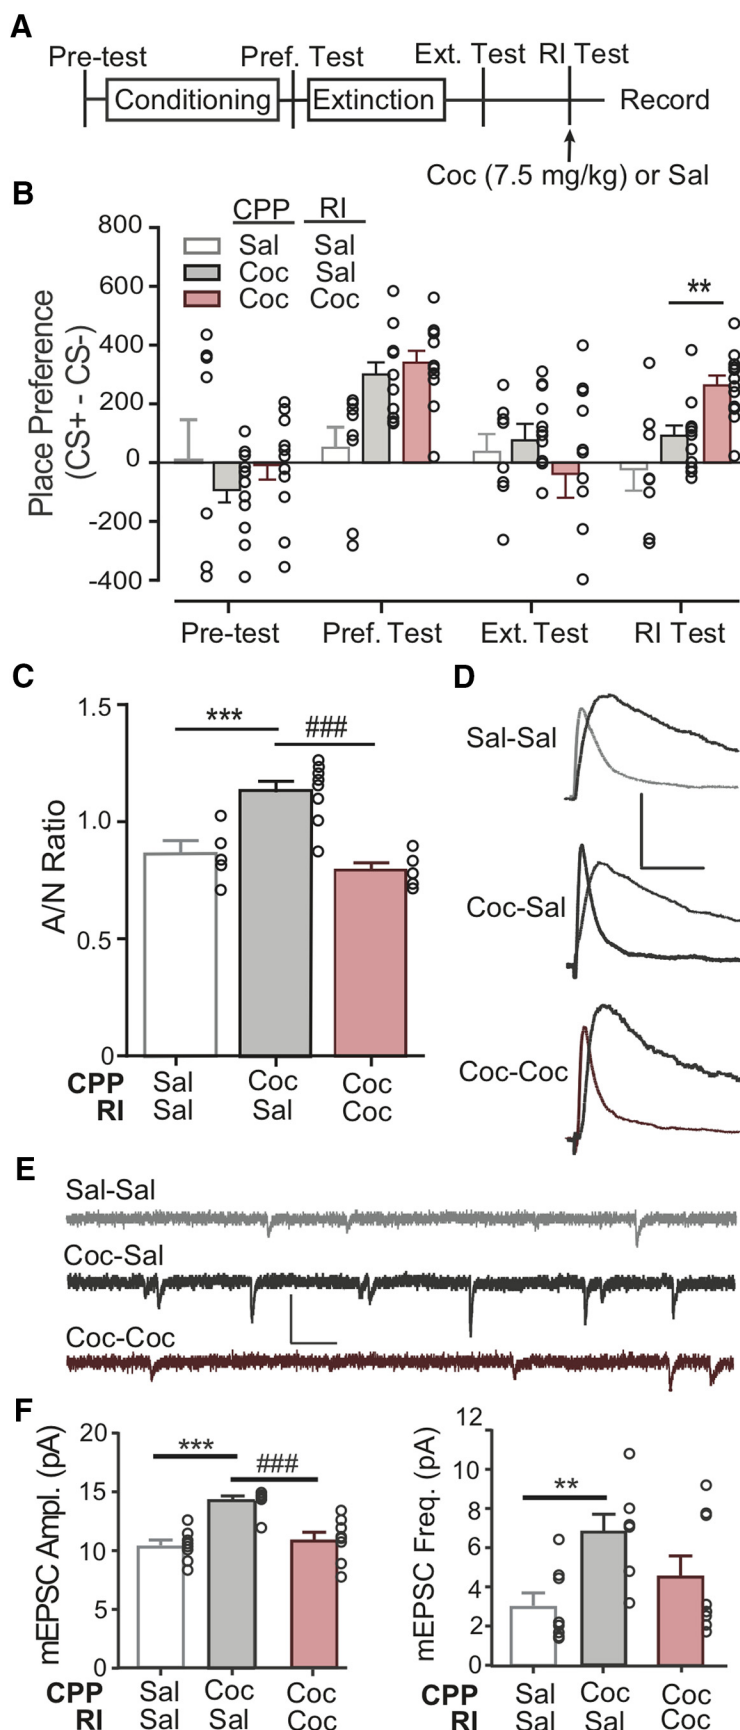 A
Pre-test Pref. Test Ext. Test RI Test
Conditioning Extinction Record
Coc (7.5 mg/kg) or Sal
B
CPP RI
Sal Sal
Coc Sal
Coc Coc
Place Preference
(CS+ - CS-)
800
600
400
200
0
-200
-400
**
Pre-test Pref. Test Ext. Test RI Test
C
A/N Ratio
1.5
1.0
0.5
0
*** ###
CPP Sal Coc Coc
RI Sal Sal Coc
D
Sal-Sal
Coc-Sal
Coc-Coc
E
Sal-Sal
Coc-Sal
Coc-Coc
F
mEPSC Ampl. (pA)
20
15
10
5
0
*** ###
CPP Sal Coc Coc
RI Sal Sal Coc
mEPSC Freq. (pA)
12
10
8
6
4
2
0
**
CPP Sal Coc Coc
RI Sal Sal Coc